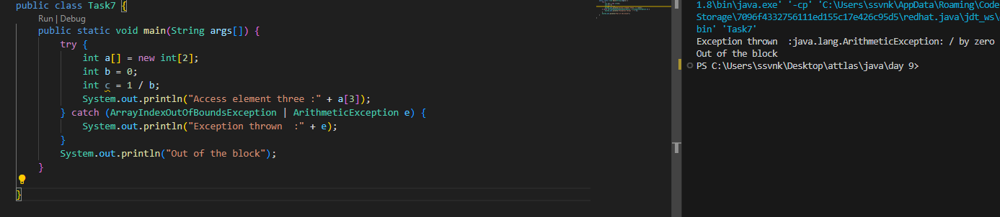 public class Task7 {
Run | Debug
public static void main(String args[]) {
try {
int a[] = new int[2];
int b = 0;
int c = 1 / b;
System.out.println("Access element three :" + a[3]);
} catch (ArrayIndexOutOfBoundsException | ArithmeticException e) {
System.out.println("Exception thrown  :" + e);
}
System.out.println("Out of the block");
}
}
1.8\bin\java.exe' '-cp' 'C:\Users\ssvnk\AppData\Roaming\Code
Storage\7096f4332756111ed155c17e426c95d5\redhat.java\jdt_ws\
bin' 'Task7'
Exception thrown  :java.lang.ArithmeticException: / by zero
Out of the block
PS C:\Users\ssvnk\Desktop\attlas\java\day 9>